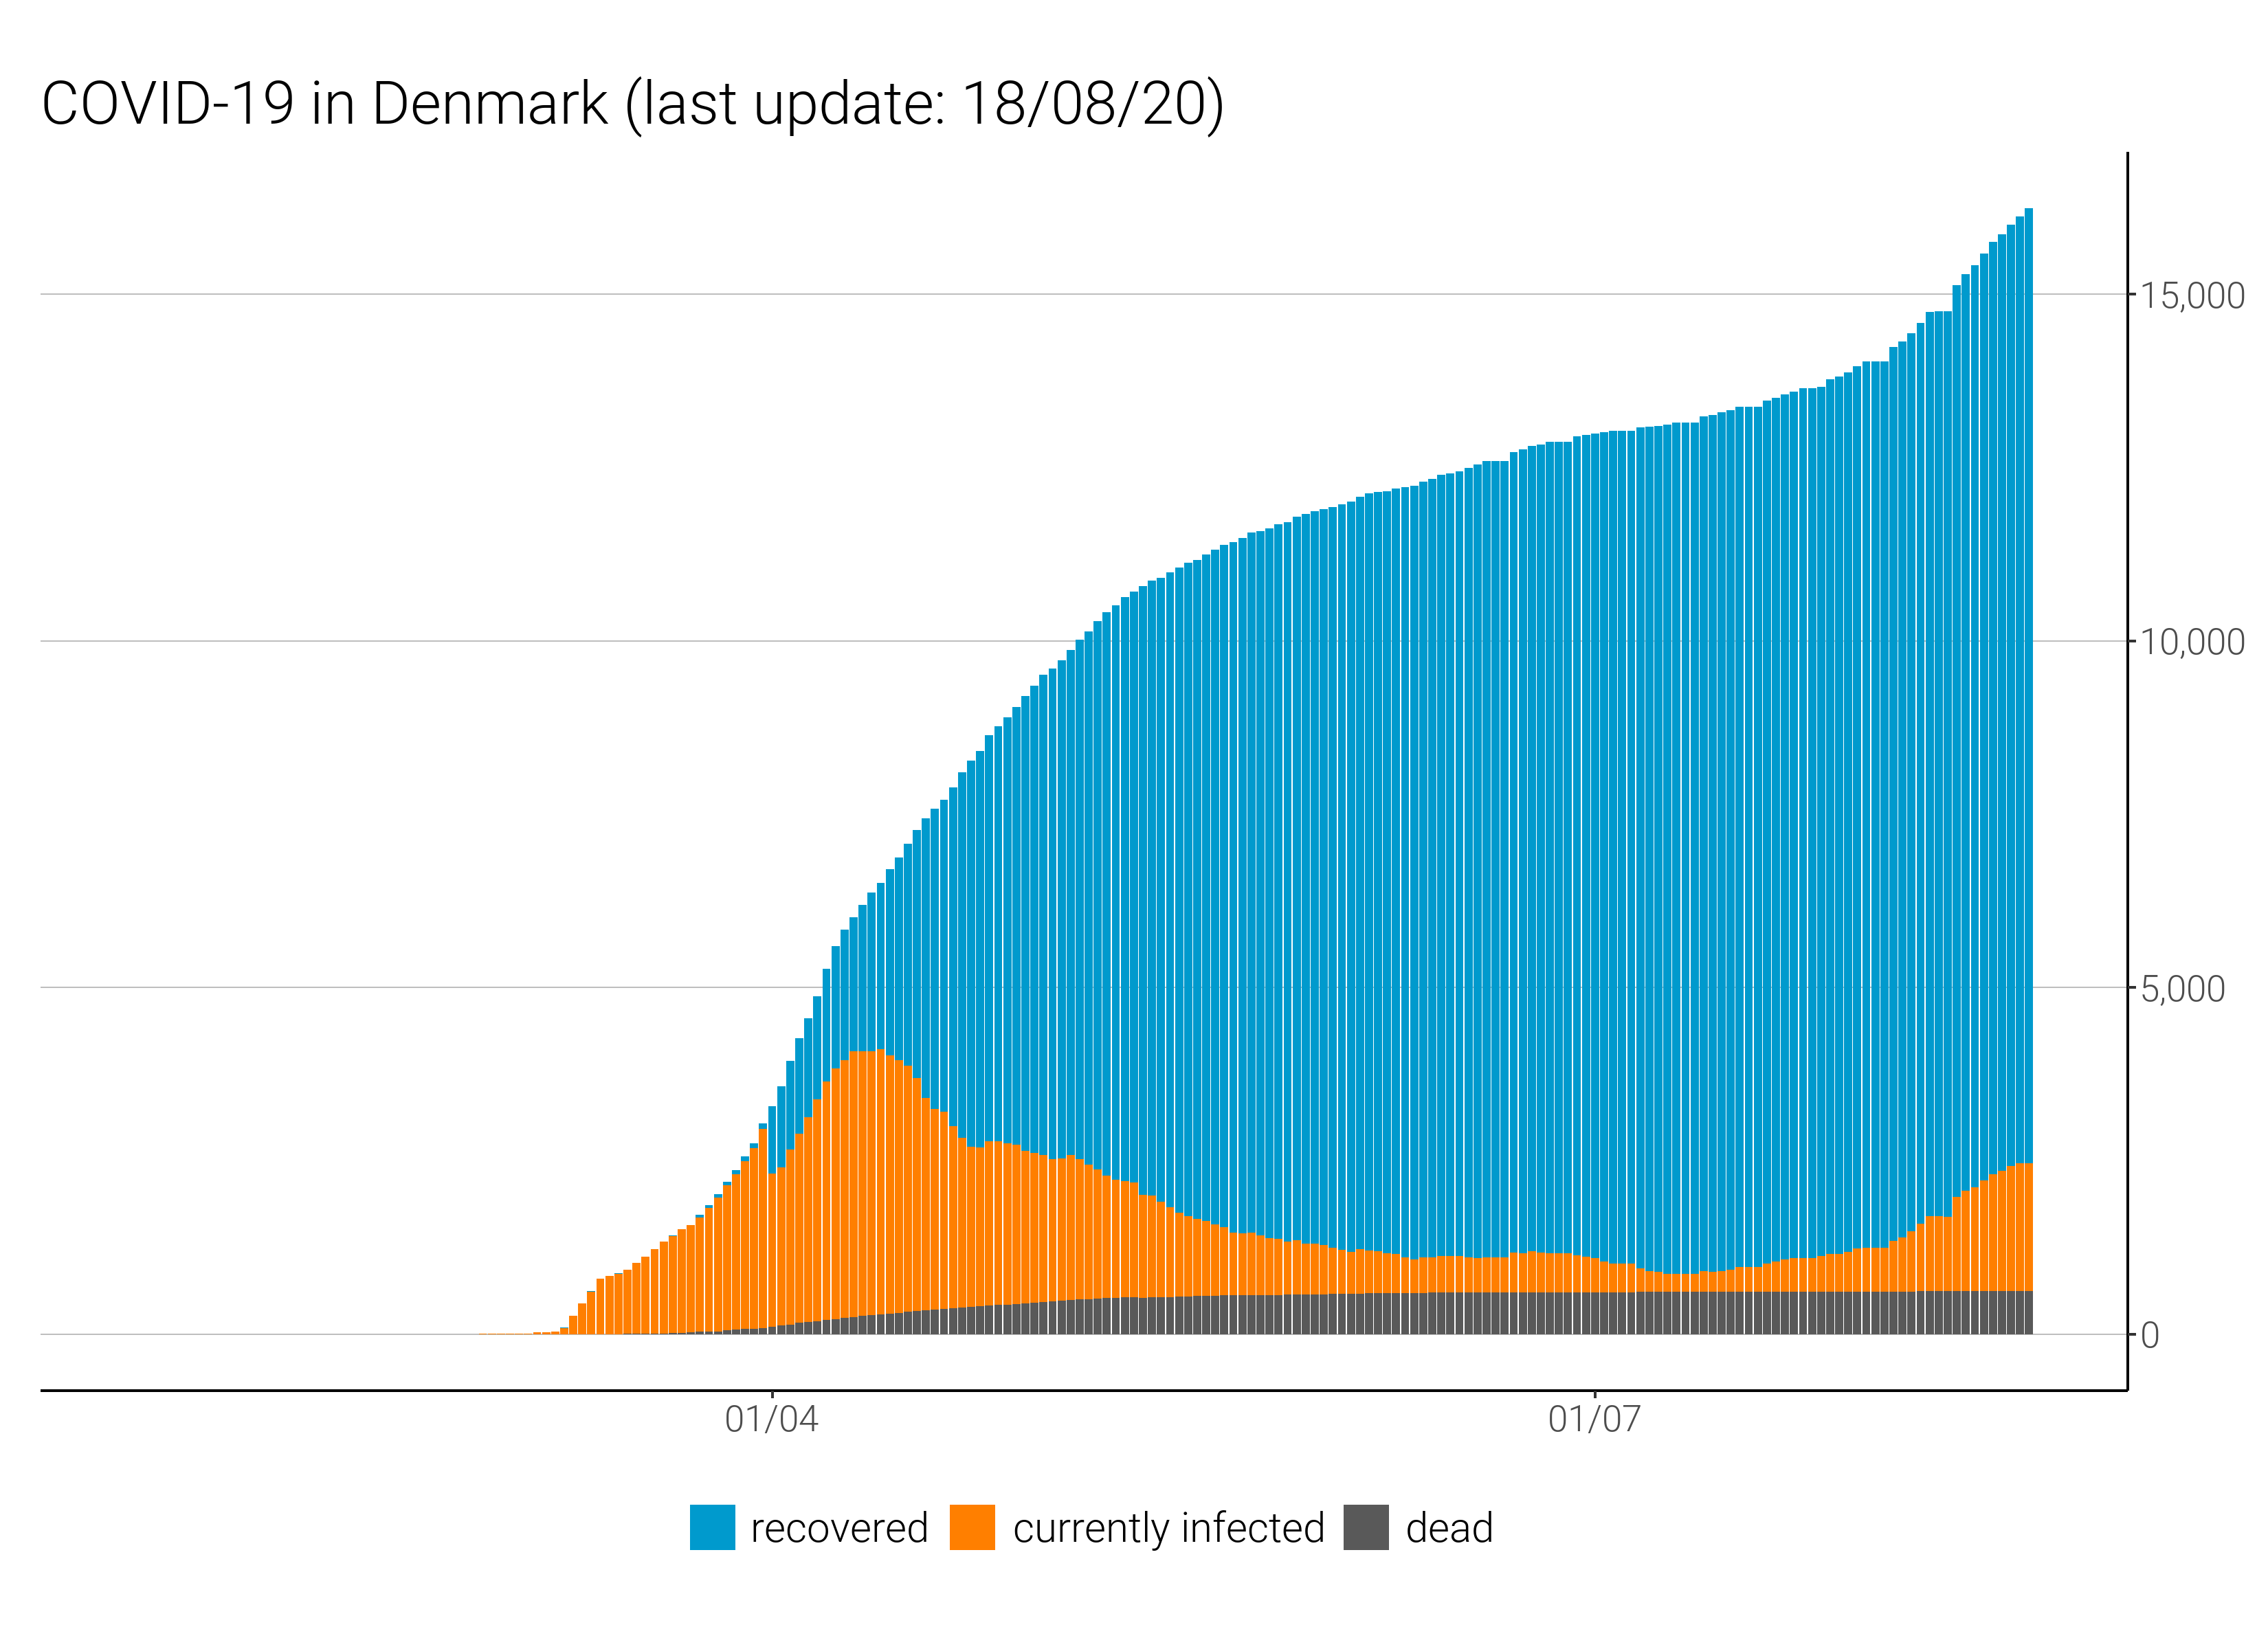 COVID-19 in Denmark (last update: 18/08/20)
15,000
10,000
5,000
0
01/04 01/07
recovered currently infected dead